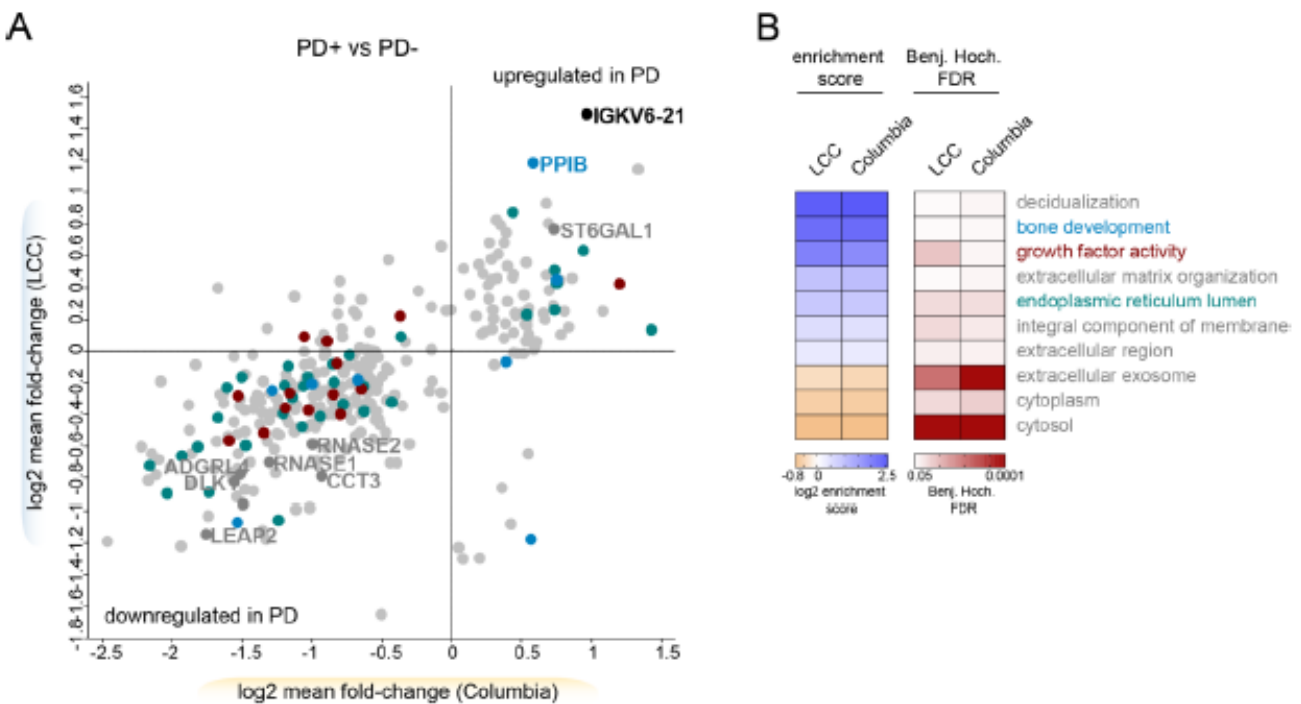 A
PD+ vs PD-
upregulated in PD
IGKV6-21
PPIB
ST6GAL1
RNASE2
ADGRL4
RNASE1
DLK1
CCT3
LEAP2
downregulated in PD
log2 mean fold-change (LCC)
1.6
1.4
1.2
1
0.8
0.6
0.4
0.2
0
-0.2
-0.4
-0.6
-0.8
-1
-1.2
-1.4
-1.6
-1.8
-2.5 -2 -1.5 -1 -0.5 0 0.5 1 1.5
log2 mean fold-change (Columbia)
B
enrichment score
Benj. Hoch. FDR
LCC Columbia LCC Columbia
decidualization
bone development
growth factor activity
extracellular matrix organization
endoplasmic reticulum lumen
integral component of membrane
extracellular region
extracellular exosome
cytoplasm
cytosol
-0.8 0 2.5
log2 enrichment score
0.05 0.0001
Benj. Hoch. FDR